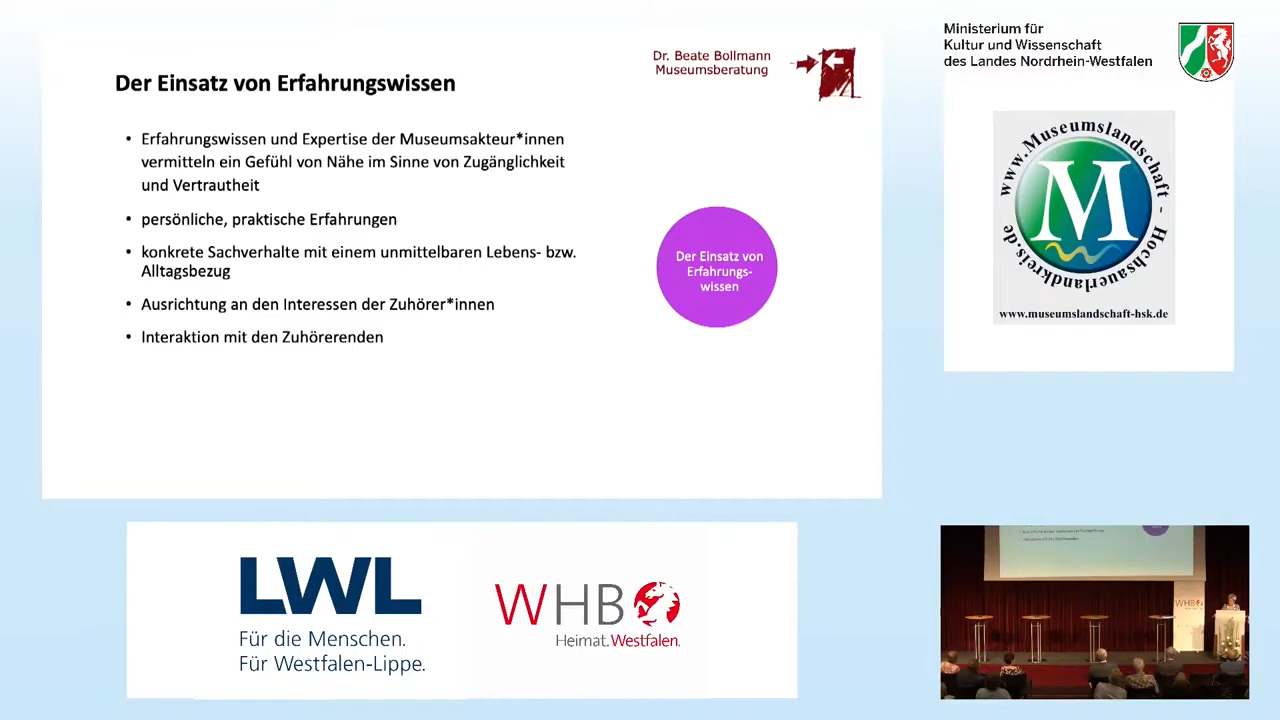 Der Einsatz von Erfahrungswissen
Dr. Beate Bollmann
Museumsberatung
• Erfahrungswissen und Expertise der Museumsakteur*innen
vermitteln ein Gefühl von Nähe im Sinne von Zugänglichkeit
und Vertrautheit
• persönliche, praktische Erfahrungen
• konkrete Sachverhalte mit einem unmittelbaren Lebens- bzw.
Alltagsbezug
• Ausrichtung an den Interessen der Zuhörer*innen
• Interaktion mit den Zuhörerenden
Der Einsatz von
Erfahrungs-
wissen
Ministerium für
Kultur und Wissenschaft
des Landes Nordrhein-Westfalen
www.Museumslandschaft - Hochsauerlandkreis.de
M
www.museumslandschaft-hsk.de
LWL
Für die Menschen.
Für Westfalen-Lippe.
WHB
Heimat.Westfalen.
WHB